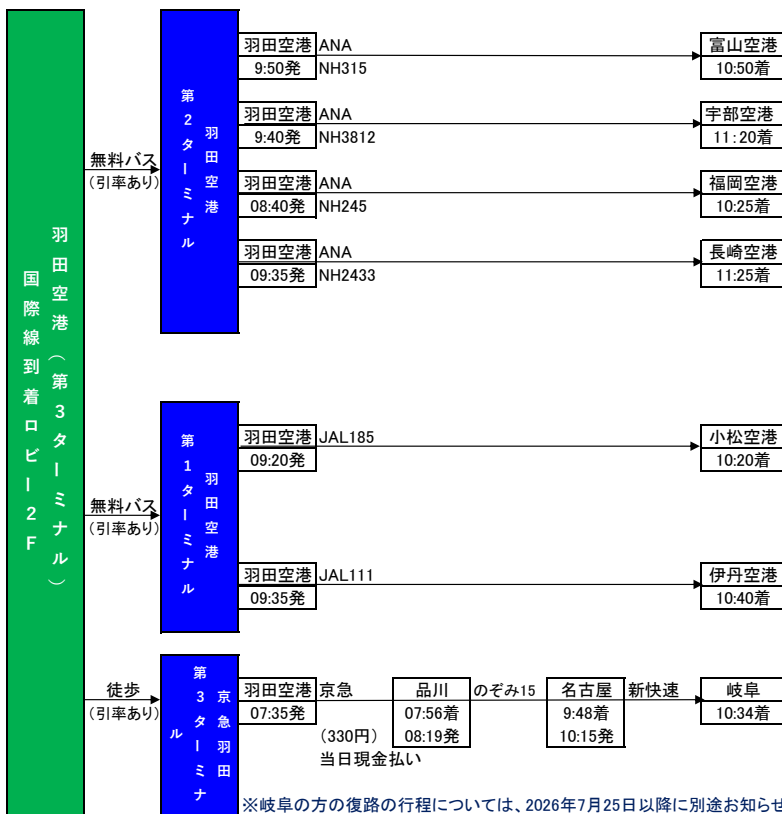 羽田空港（第3ターミナル）
国際線到着ロビー2F
無料バス
(引率あり)
羽田空港
第2ターミナル
羽田空港 ANA 富山空港
9:50発 NH315 10:50着
羽田空港 ANA 宇部空港
9:40発 NH3812 11:20着
羽田空港 ANA 福岡空港
08:40発 NH245 10:25着
羽田空港 ANA 長崎空港
09:35発 NH2433 11:25着
無料バス
(引率あり)
羽田空港
第1ターミナル
羽田空港 JAL185 小松空港
09:20発 10:20着
羽田空港 JAL111 伊丹空港
09:35発 10:40着
徒歩
(引率あり)
京急羽田
第3ターミナル
羽田空港 京急 品川 のぞみ15 名古屋 新快速 岐阜
07:35発 07:56着 9:48着 10:34着
(330円) 08:19発 10:15発
当日現金払い
※岐阜の方の復路の行程については、2026年7月25日以降に別途お知らせ